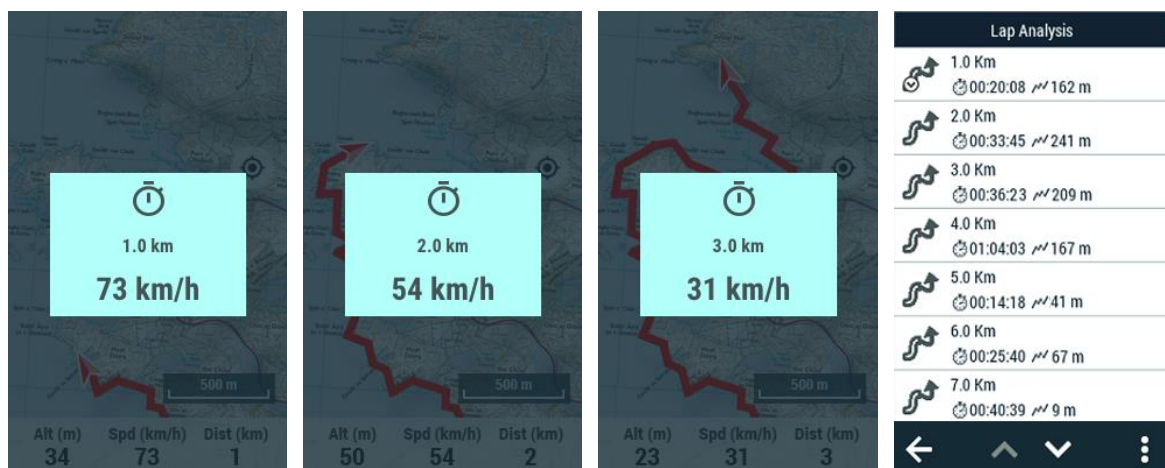 1.0 km
73 km/h
500 m
Alt (m) Spd (km/h) Dist (km)
34 73 1
2.0 km
54 km/h
500 m
Alt (m) Spd (km/h) Dist (km)
50 54 2
3.0 km
31 km/h
500 m
Alt (m) Spd (km/h) Dist (km)
23 31 3
Lap Analysis
1.0 Km
00:20:08 162 m
2.0 Km
00:33:45 241 m
3.0 Km
00:36:23 209 m
4.0 Km
01:04:03 167 m
5.0 Km
00:14:18 41 m
6.0 Km
00:25:40 67 m
7.0 Km
00:40:39 9 m